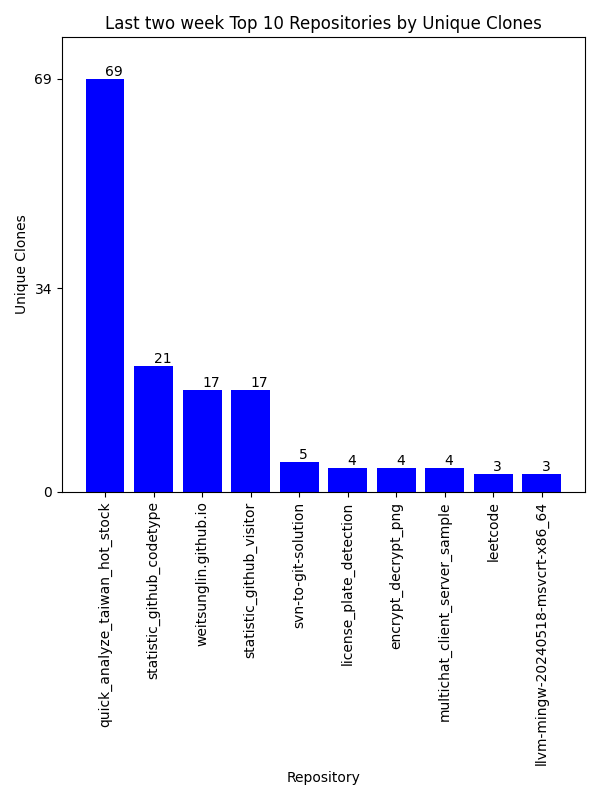 Last two week Top 10 Repositories by Unique Clones
Unique Clones
69
34
0
69
21
17
17
5
4
4
4
3
3
quick_analyze_taiwan_hot_stock
statistic_github_codetype
weitsunglin.github.io
statistic_github_visitor
svn-to-git-solution
license_plate_detection
encrypt_decrypt_png
multichat_client_server_sample
leetcode
llvm-mingw-20240518-msvcrt-x86_64
Repository